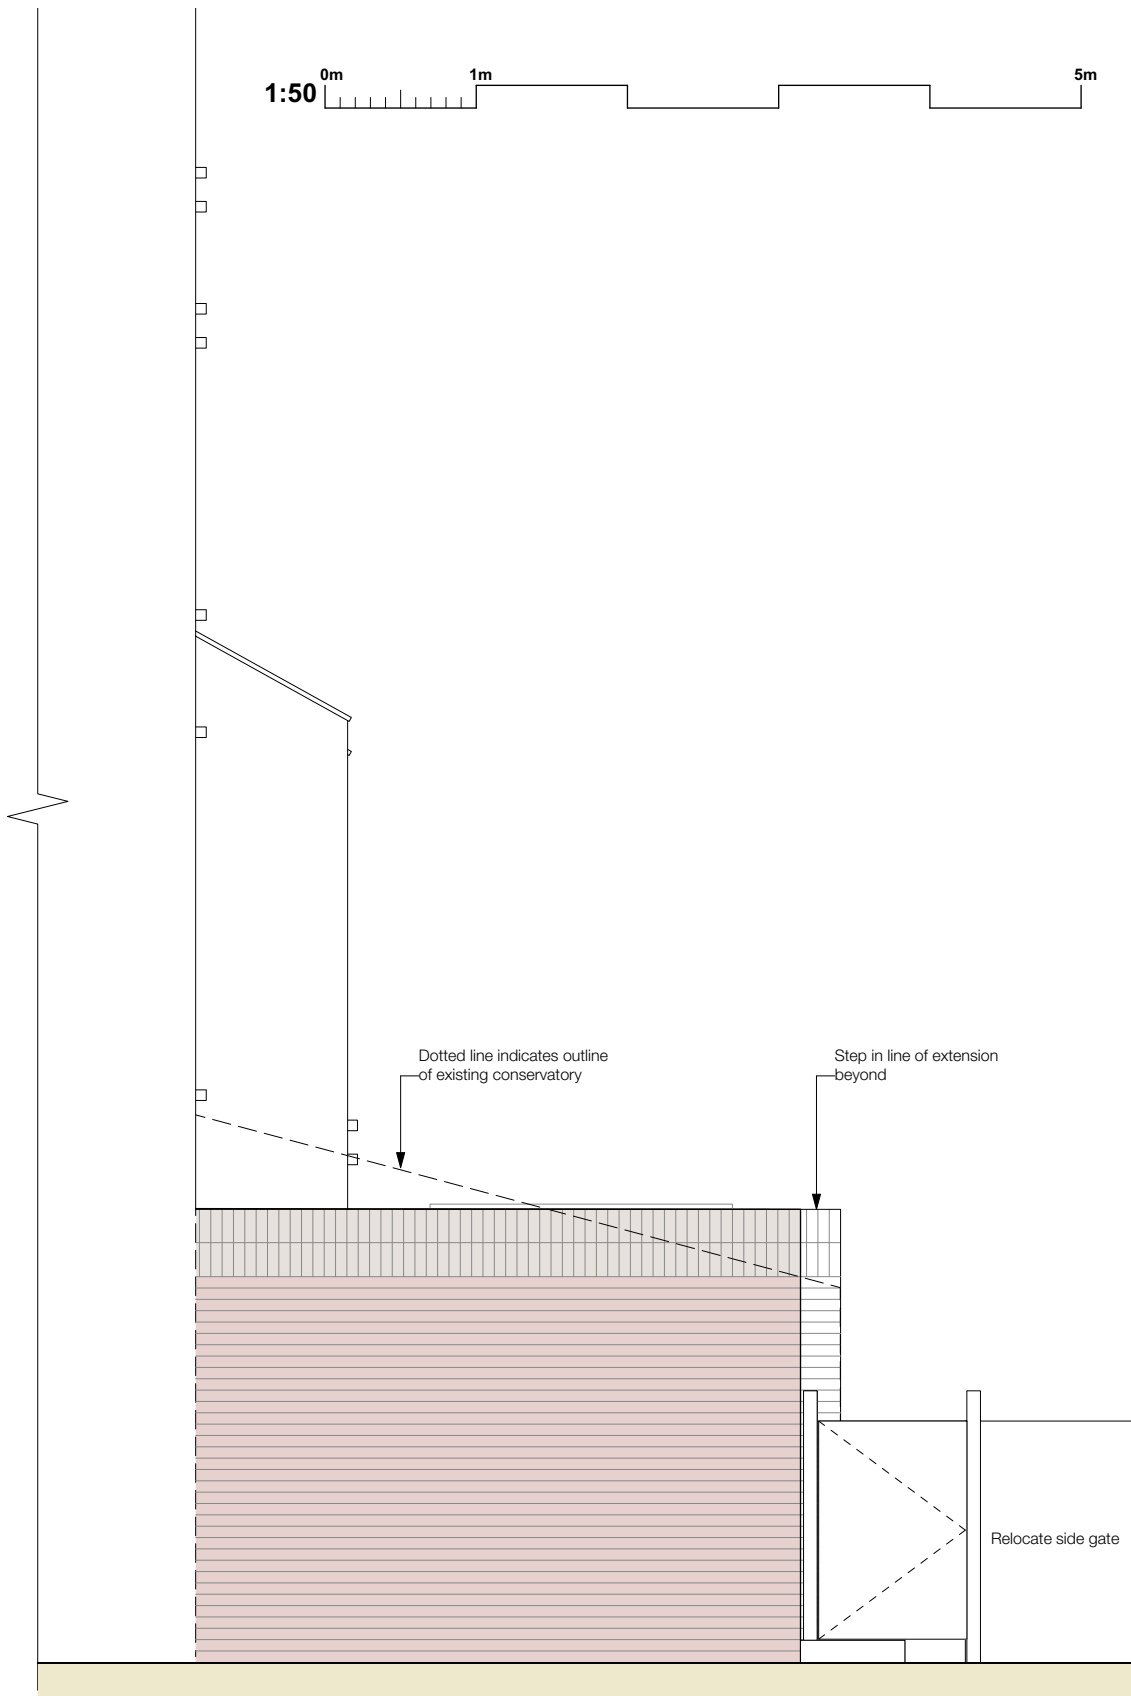 0m 1m 5m
1:50
Dotted line indicates outline
of existing conservatory
Step in line of extension
beyond
Relocate side gate